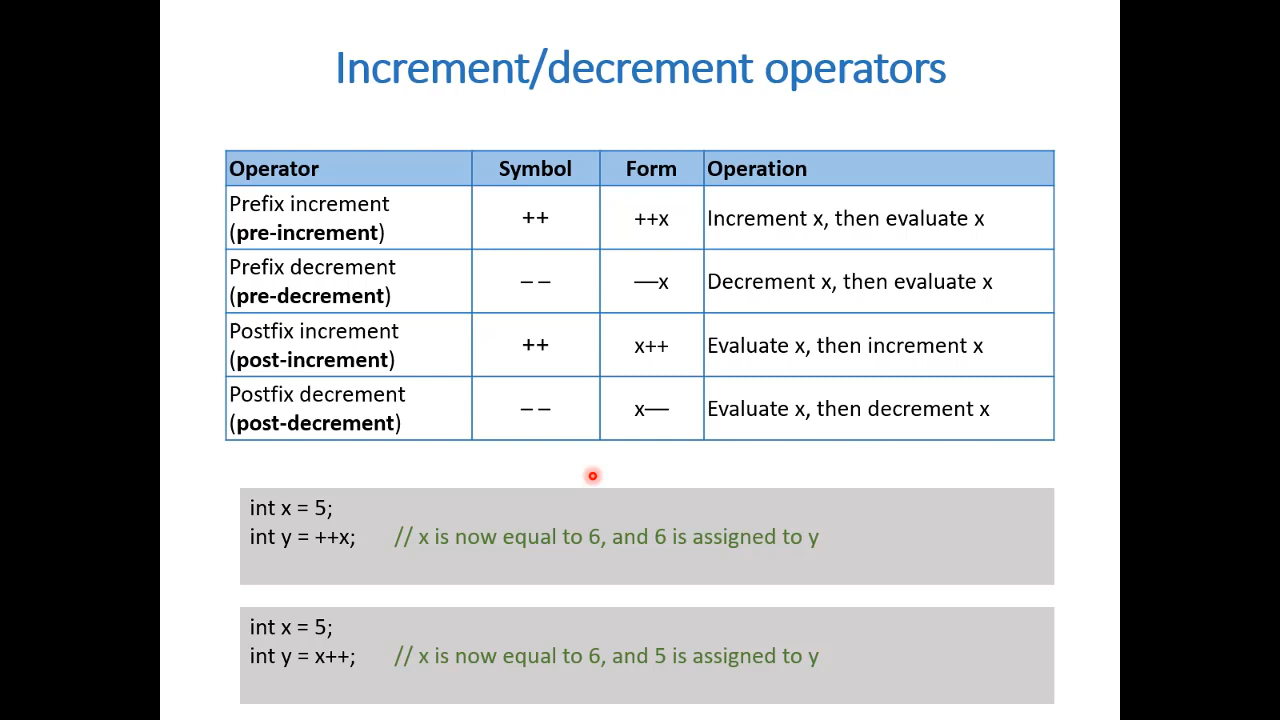 Increment/decrement operators
Operator Symbol Form Operation
Prefix increment
(pre-increment)
++ ++x Increment x, then evaluate x
Prefix decrement
(pre-decrement)
– – —x Decrement x, then evaluate x
Postfix increment
(post-increment)
++ x++ Evaluate x, then increment x
Postfix decrement
(post-decrement)
– – x— Evaluate x, then decrement x
int x = 5;
int y = ++x; // x is now equal to 6, and 6 is assigned to y
int x = 5;
int y = x++; // x is now equal to 6, and 5 is assigned to y